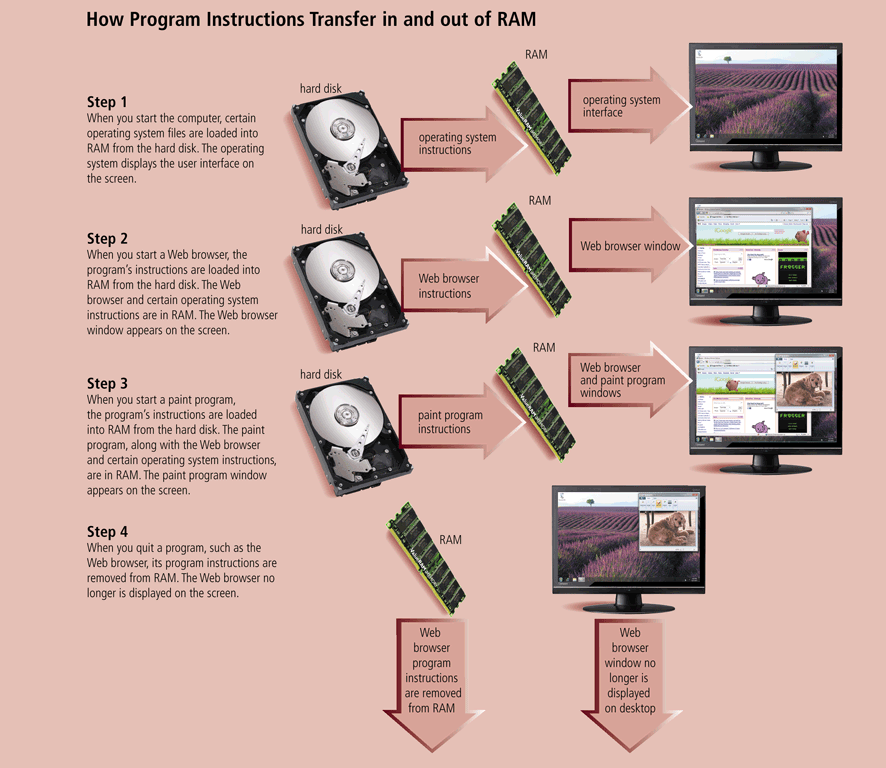 How Program Instructions Transfer in and out of RAM
Step 1
When you start the computer, certain
operating system files are loaded into
RAM from the hard disk. The operating
system displays the user interface on
the screen.
hard disk
operating system
instructions
RAM
operating system
interface
Step 2
When you start a Web browser, the
program's instructions are loaded into
RAM from the hard disk. The Web
browser and certain operating system
instructions are in RAM. The Web browser
window appears on the screen.
hard disk
Web browser
instructions
RAM
Web browser window
iGoogle
FROGGER
Step 3
When you start a paint program,
the program's instructions are loaded
into RAM from the hard disk. The paint
program, along with the Web browser
and certain operating system instructions,
are in RAM. The paint program window
appears on the screen.
hard disk
paint program
instructions
RAM
Web browser
and paint program
windows
FROGGER
Step 4
When you quit a program, such as the
Web browser, its program instructions are
removed from RAM. The Web browser no
longer is displayed on the screen.
RAM
Web
browser
program
instructions
are removed
from RAM
Web
browser
window no
longer is
displayed
on desktop